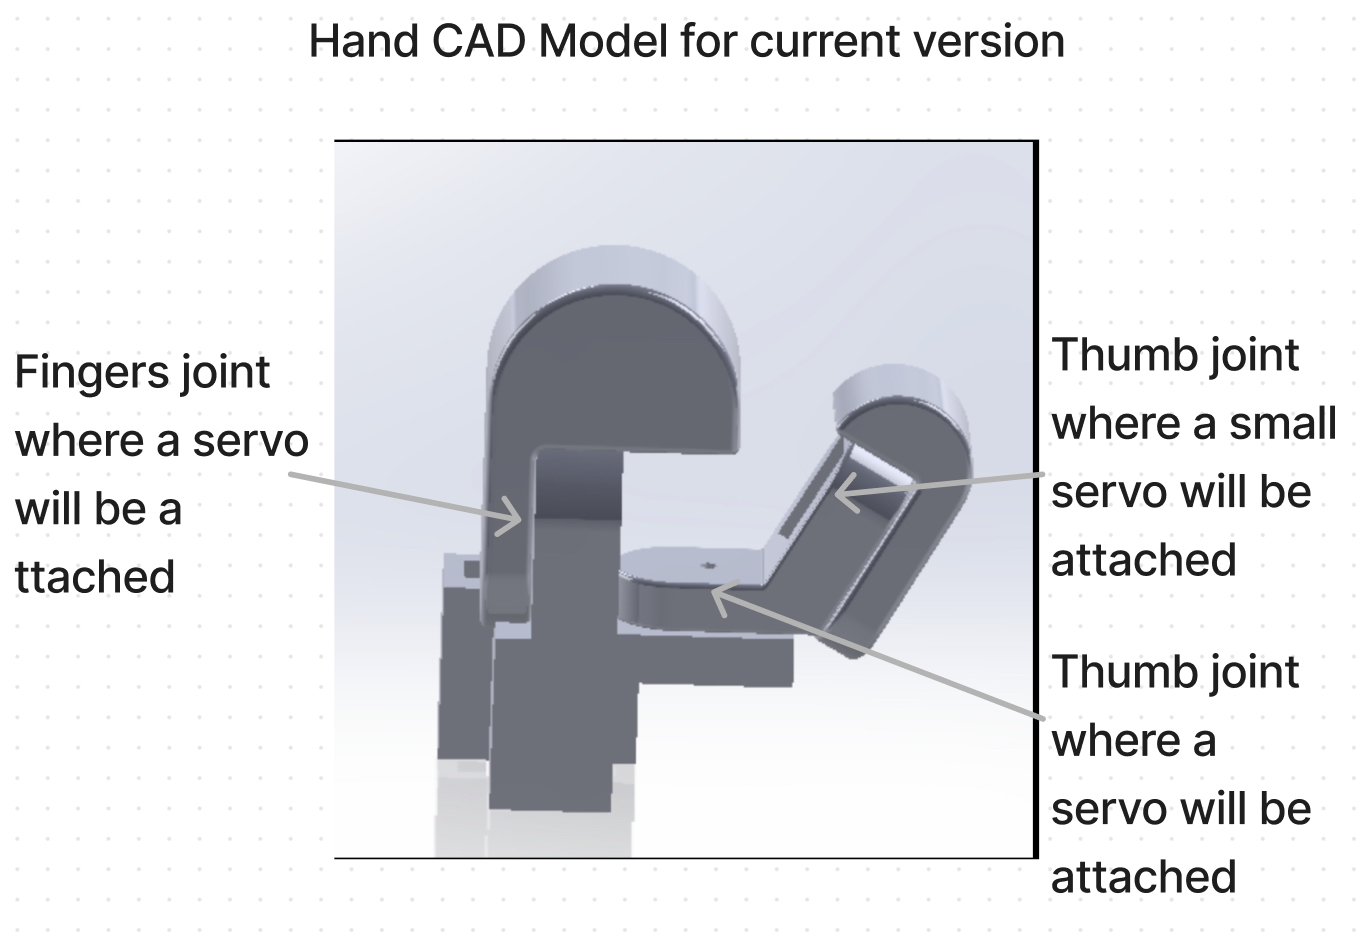 Hand CAD Model for current version
Fingers joint
where a servo
will be a
ttached
Thumb joint
where a small
servo will be
attached
Thumb joint
where a
servo will be
attached